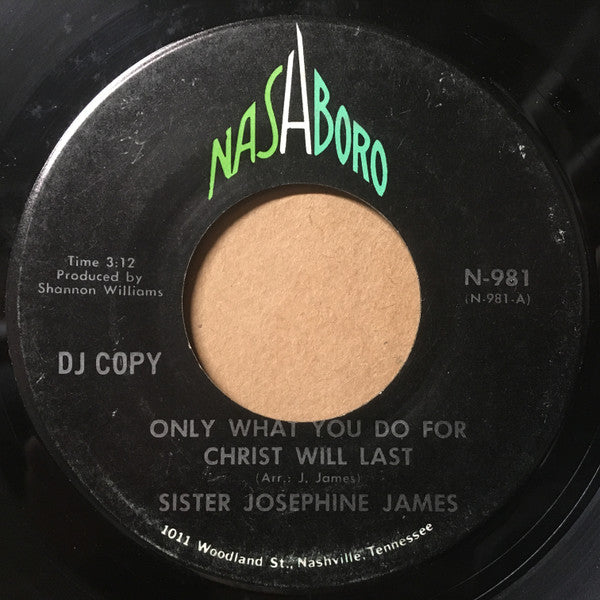 NASHBORO
Time 3:12
Produced by
Shannon Williams
N-981
(N-981-A)
DJ COPY
ONLY WHAT YOU DO FOR
CHRIST WILL LAST
(Arr.: J. James)
SISTER JOSEPHINE JAMES
1011 Woodland St., Nashville, Tennessee